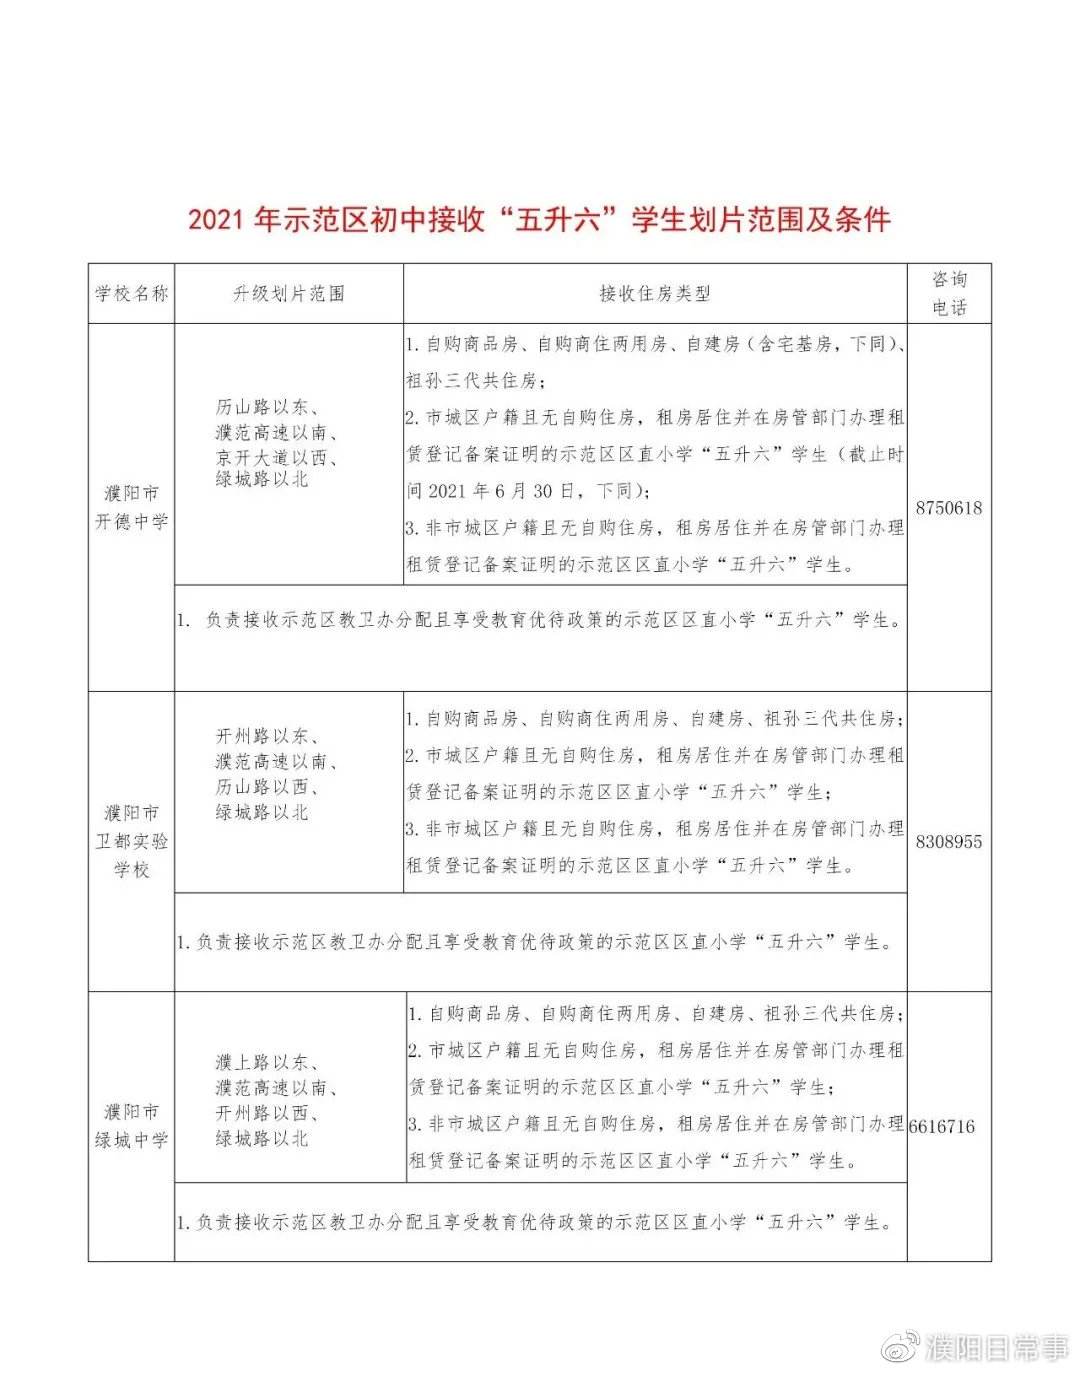 2021年示范区初中接收“五升六”学生划片范围及条件
学校名称
升级划片范围
接收住房类型
咨询
电话
濮阳市
开德中学
历山路以东、
濮范高速以南、
京开大道以西、
绿城路以北
1.自购商品房、自购商住两用房、自建房（含宅基房，下同）、
祖孙三代共住房；
2.市城区户籍且无自购住房，租房居住并在房管部门办理租
赁登记备案证明的示范区区直小学“五升六”学生（截止时
间2021年6月30日，下同）；
3.非市城区户籍且无自购住房，租房居住并在房管部门办理
租赁登记备案证明的示范区区直小学“五升六”学生。
8750618
1. 负责接收示范区教卫办分配且享受教育优待政策的示范区区直小学“五升六”学生。
濮阳市
卫都实验
学校
开州路以东、
濮范高速以南、
历山路以西、
绿城路以北
1.自购商品房、自购商住两用房、自建房、祖孙三代共住房；
2.市城区户籍且无自购住房，租房居住并在房管部门办理租
赁登记备案证明的示范区区直小学“五升六”学生；
3.非市城区户籍且无自购住房，租房居住并在房管部门办理
租赁登记备案证明的示范区区直小学“五升六”学生。
8308955
1.负责接收示范区教卫办分配且享受教育优待政策的示范区区直小学“五升六”学生。
濮阳市
绿城中学
濮上路以东、
濮范高速以南、
开州路以西、
绿城路以北
1.自购商品房、自购商住两用房、自建房、祖孙三代共住房；
2.市城区户籍且无自购住房，租房居住并在房管部门办理租
赁登记备案证明的示范区区直小学“五升六”学生；
3.非市城区户籍且无自购住房，租房居住并在房管部门办理
租赁登记备案证明的示范区区直小学“五升六”学生。
6616716
1.负责接收示范区教卫办分配且享受教育优待政策的示范区区直小学“五升六”学生。
濮阳日常事